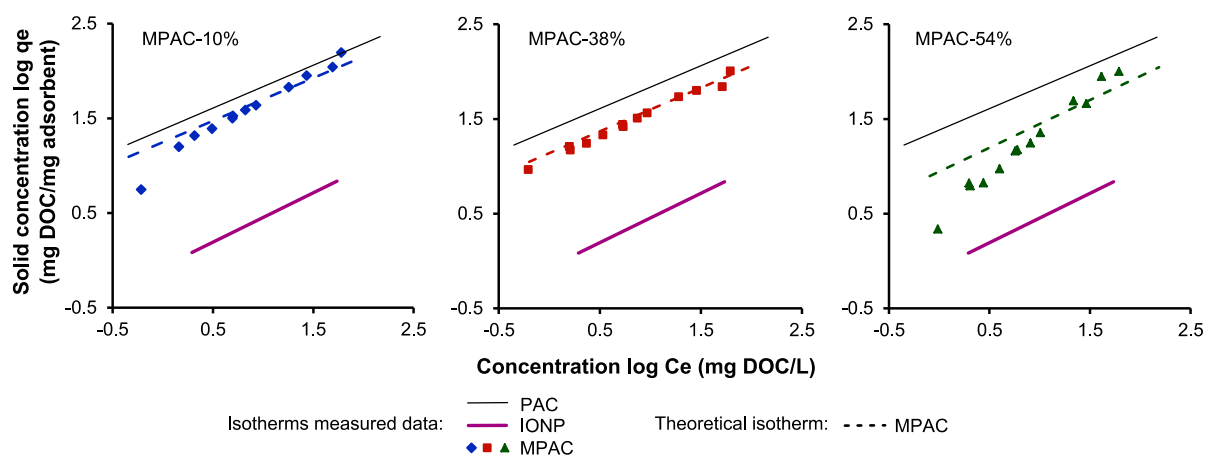 Solid concentration log qe
(mg DOC/mg adsorbent)
2.5
1.5
0.5
−0.5
−0.5 0.5 1.5 2.5
MPAC-10%
2.5
1.5
0.5
−0.5
−0.5 0.5 1.5 2.5
MPAC-38%
2.5
1.5
0.5
−0.5
−0.5 0.5 1.5 2.5
MPAC-54%
Concentration log Ce (mg DOC/L)
PAC
Isotherms measured data: IONP Theoretical isotherm: MPAC
MPAC